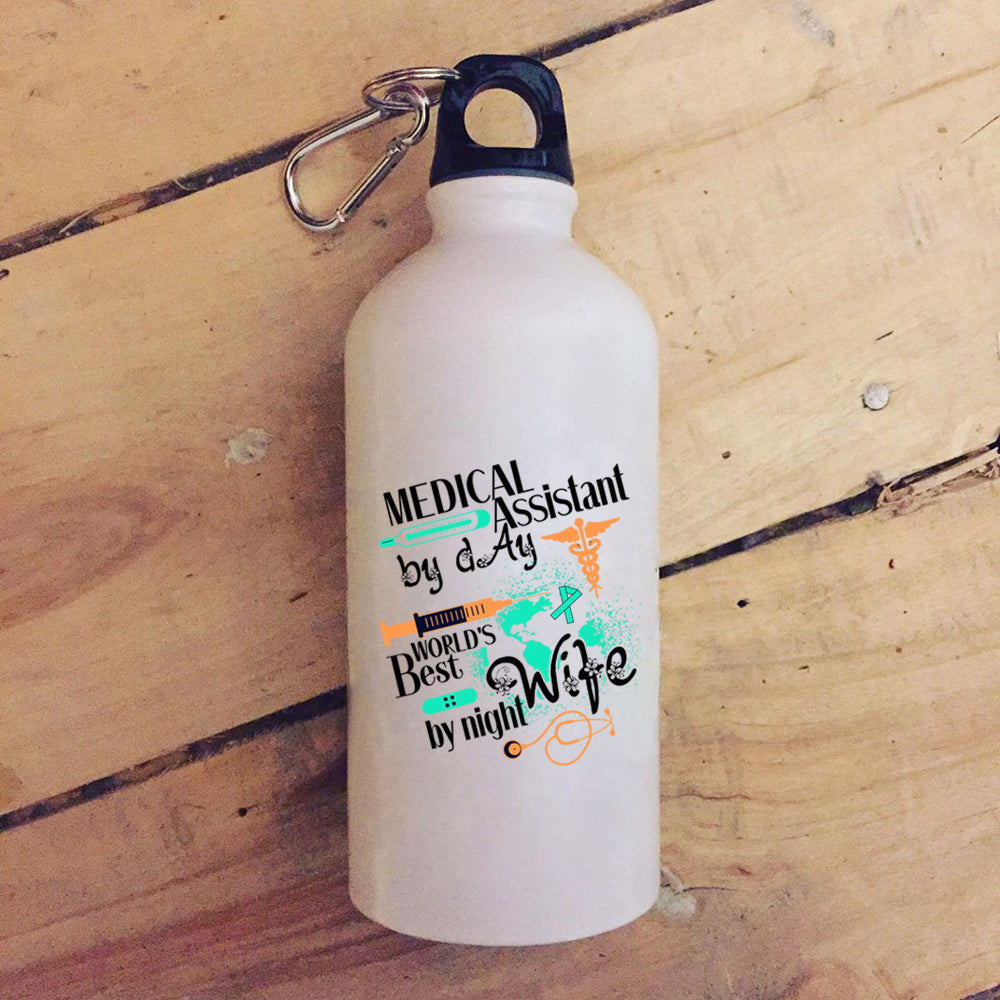 MEDICAL
Assistant
by dAy
WORLD'S
Best
Wife
by night